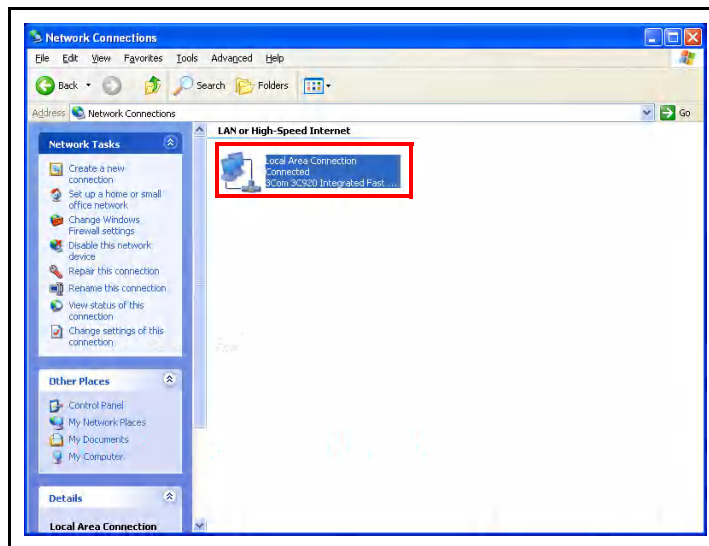 Network Connections
File Edit View Favorites Tools Advanced Help
Back Search Folders
Address Network Connections Go
Network Tasks
Create a new
connection
Set up a home or small
office network
Change Windows
Firewall settings
Disable this network
device
Repair this connection
Rename this connection
View status of this
connection
Change settings of this
connection
Other Places
Control Panel
My Network Places
My Documents
My Computer
Details
Local Area Connection
LAN or High-Speed Internet
Local Area Connection
Connected
3Com 3C920 Integrated Fast ...